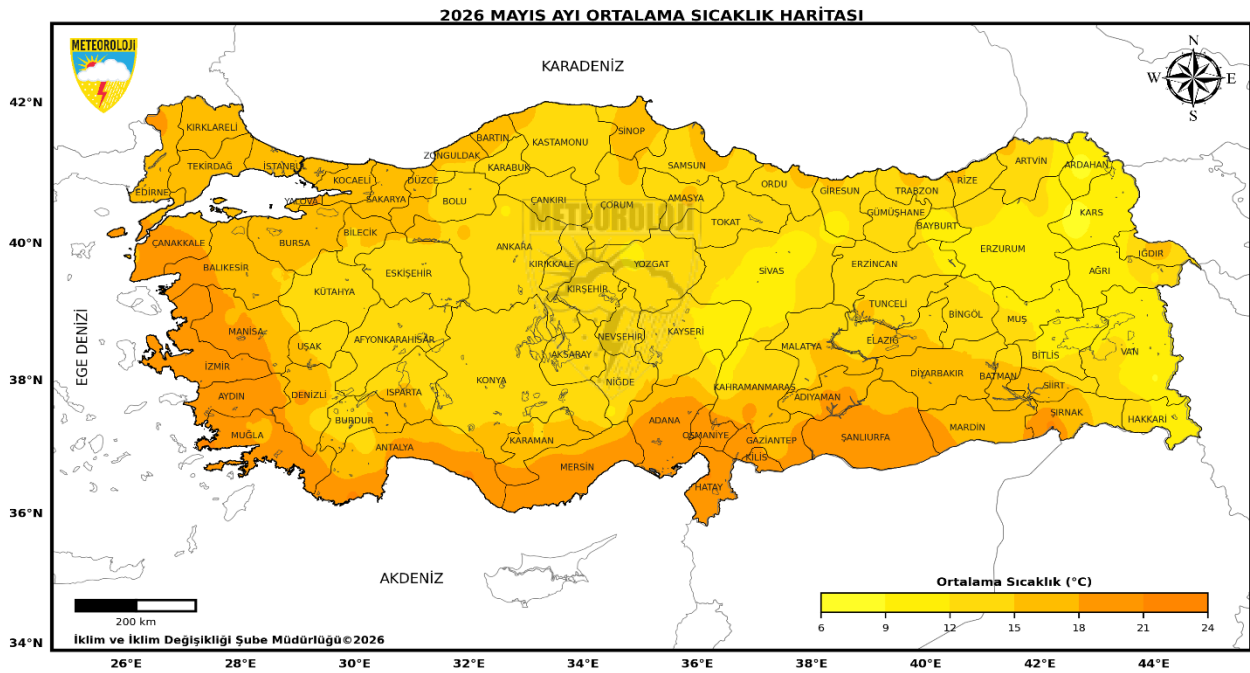 2026 MAYIS AYI ORTALAMA SICAKLIK HARİTASI
METEOROLOJİ
KARADENİZ
N
W E
S
42°N
40°N
38°N
36°N
34°N
EGE DENİZİ
KIRKLARELİ
TEKİRDAĞ
İSTANBUL
EDİRNE
YALOVA
KOCAELİ
SAKARYA
DÜZCE
ZONGULDAK
BARTIN
KARABÜK
KASTAMONU
SİNOP
SAMSUN
ORDU
GİRESUN
TRABZON
RİZE
ARTVİN
ARDAHAN
BOLU
ÇANKIRI
ÇORUM
AMASYA
TOKAT
GÜMÜŞHANE
BAYBURT
KARS
METEOROLOJİ
ÇANAKKALE
BALIKESİR
BURSA
BİLECİK
ESKİŞEHİR
ANKARA
KIRIKKALE
YOZGAT
SİVAS
ERZİNCAN
ERZURUM
AĞRI
IĞDIR
KÜTAHYA
KIRŞEHİR
TUNCELİ
BİNGÖL
MUŞ
MANİSA
UŞAK
AFYONKARAHİSAR
NEVŞEHİR
KAYSERİ
MALATYA
ELAZIĞ
BİTLİS
VAN
İZMİR
AKSARAY
KONYA
NİĞDE
KAHRAMANMARAŞ
ADIYAMAN
DİYARBAKIR
BATMAN
SİİRT
AYDIN
DENİZLİ
ISPARTA
BURDUR
MUĞLA
ANTALYA
KARAMAN
ADANA
OSMANİYE
GAZİANTEP
KİLİS
ŞANLIURFA
MARDİN
ŞIRNAK
HAKKARİ
MERSİN
HATAY
AKDENİZ
Ortalama Sıcaklık (°C)
6 9 12 15 18 21 24
200 km
İklim ve İklim Değişikliği Şube Müdürlüğü©2026
26°E 28°E 30°E 32°E 34°E 36°E 38°E 40°E 42°E 44°E